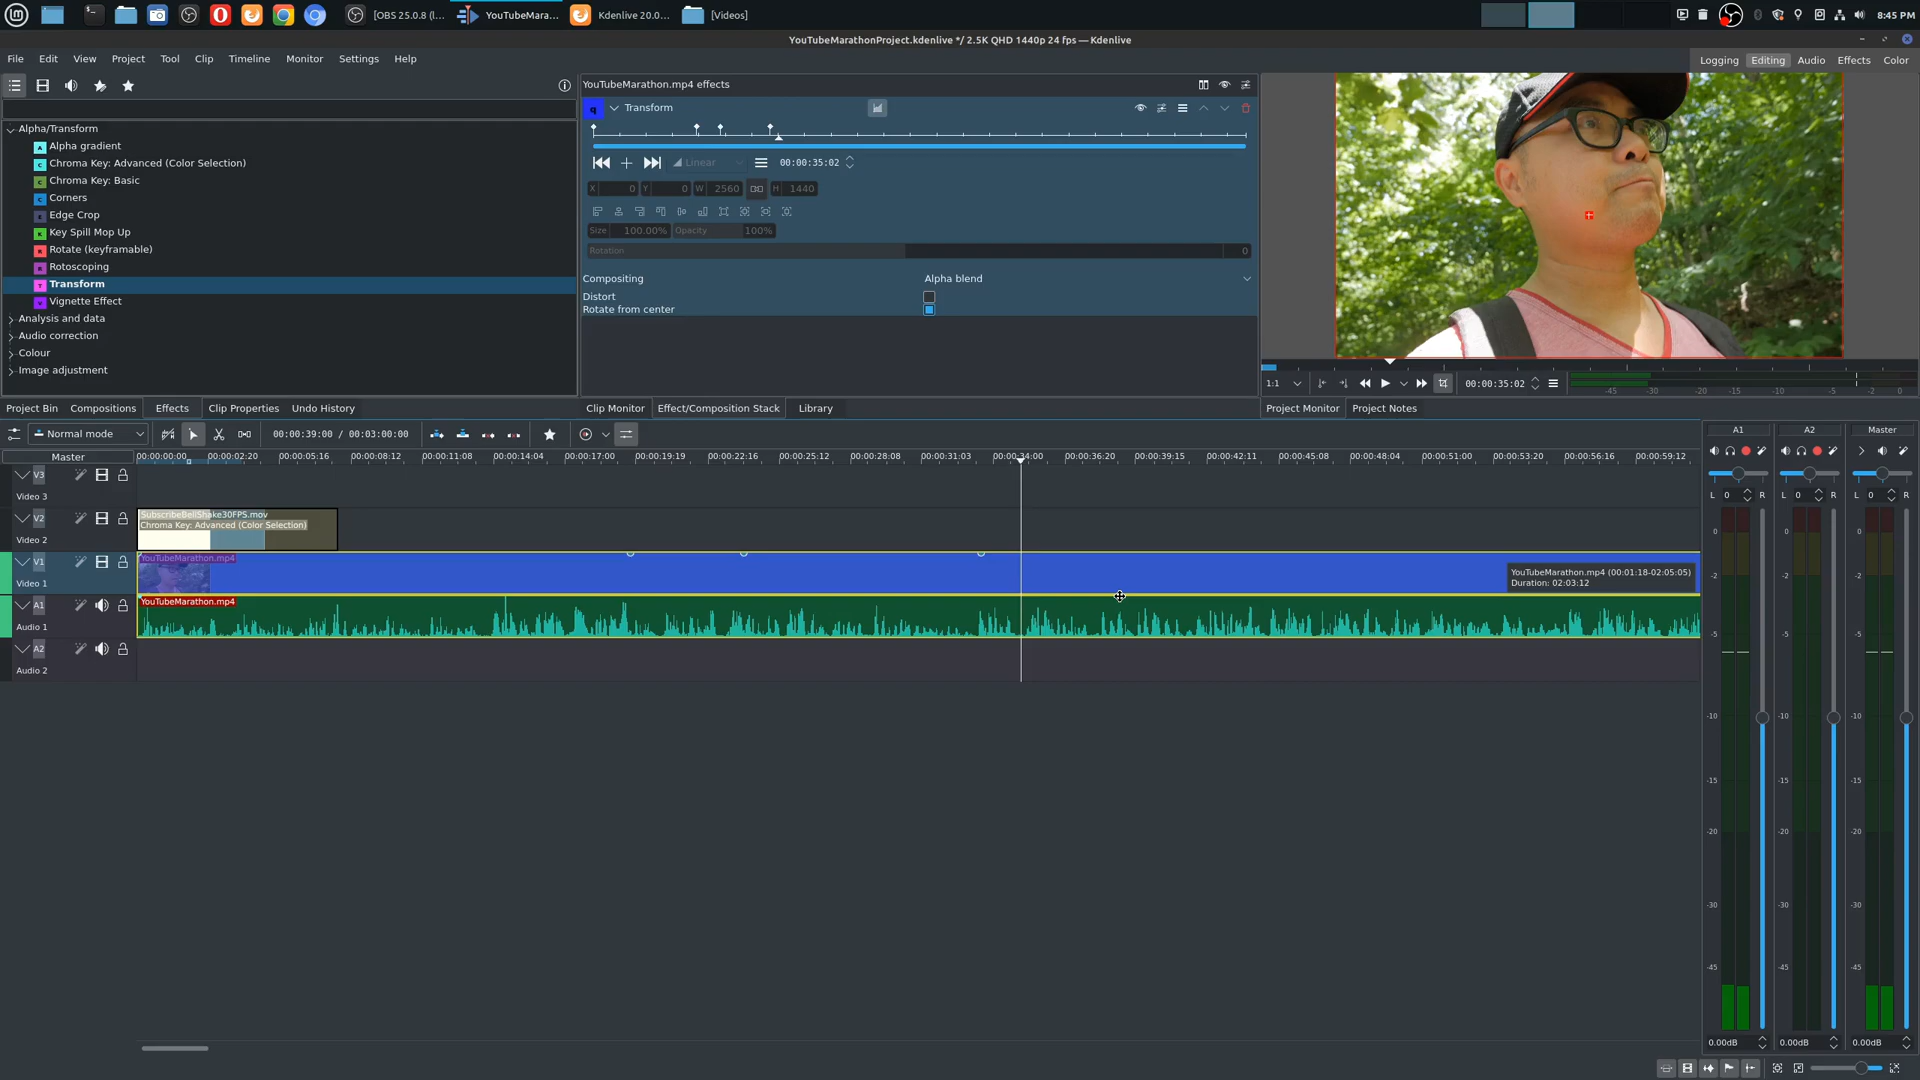 [OBS 25.0.8 (l...
YouTubeMara...
Kdenlive 20.0...
[Videos]
8:45 PM
YouTubeMarathonProject.kdenlive */ 2.5K QHD 1440p 24 fps — Kdenlive
File Edit View Project Tool Clip Timeline Monitor Settings Help
Logging Editing Audio Effects Color
Alpha/Transform
Alpha gradient
Chroma Key: Advanced (Color Selection)
Chroma Key: Basic
Corners
Edge Crop
Key Spill Mop Up
Rotate (keyframable)
Rotoscoping
Transform
Vignette Effect
Analysis and data
Audio correction
Colour
Image adjustment
Project Bin Compositions Effects Clip Properties Undo History
YouTubeMarathon.mp4 effects
Transform
Linear
00:00:35:02
X 0 Y 0 W 2560 H 1440
Size 100.00% Opacity 100%
Rotation 0
Compositing Alpha blend
Distort
Rotate from center
Clip Monitor Effect/Composition Stack Library
1:1 00:00:35:02
-45 -30 -20 -15 -10 -5 -2 0
Project Monitor Project Notes
Normal mode 00:00:39:00 / 00:03:00:00
Master
00:00:00:00 00:00:02:20 00:00:05:16 00:00:08:12 00:00:11:08 00:00:14:04 00:00:17:00 00:00:19:19 00:00:22:16 00:00:25:12 00:00:28:08 00:00:31:03 00:00:34:00 00:00:36:20 00:00:39:15 00:00:42:11 00:00:45:08 00:00:48:04 00:00:51:00 00:00:53:20 00:00:56:16 00:00:59:12
V3
Video 3
V2
Video 2
SubscribeBellShake30FPS.mov
Chroma Key: Advanced (Color Selection)
V1
Video 1
YouTubeMarathon.mp4
YouTubeMarathon.mp4 (00:01:18-02:05:05)
Duration: 02:03:12
A1
Audio 1
YouTubeMarathon.mp4
A2
Audio 2
A1 A2 Master
L 0 R L 0 R L 0 R
0 0 0
-2 -2 -2
-5 -5 -5
-10 -10 -10
-15 -15 -15
-20 -20 -20
-30 -30 -30
-45 -45 -45
0.00dB 0.00dB 0.00dB